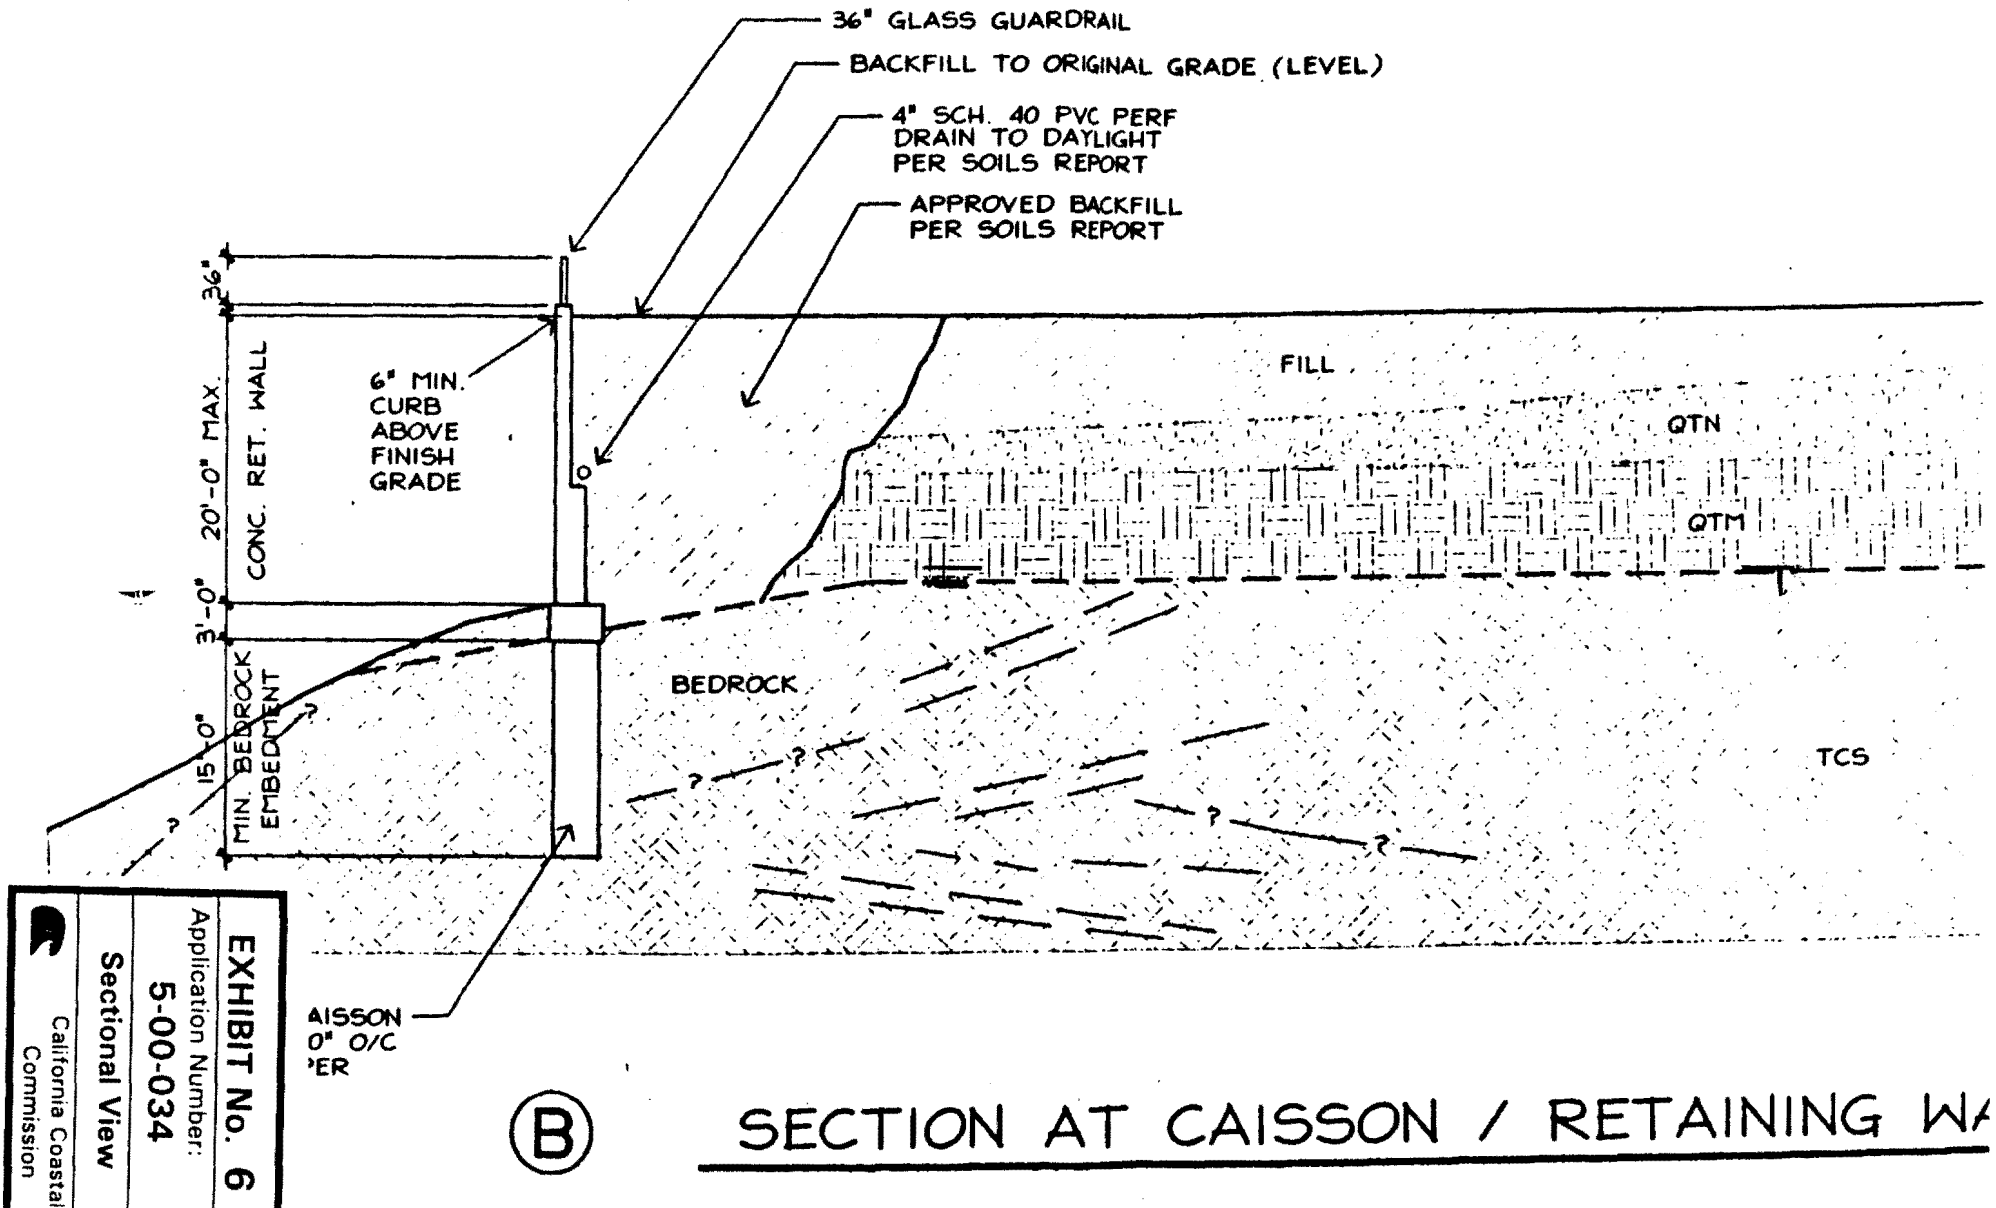 36" GLASS GUARDRAIL
BACKFILL TO ORIGINAL GRADE (LEVEL)
4" SCH. 40 PVC PERF
DRAIN TO DAYLIGHT
PER SOILS REPORT
APPROVED BACKFILL
PER SOILS REPORT
36"
20'-0" MAX.
CONC. RET. WALL
6" MIN.
CURB
ABOVE
FINISH
GRADE
FILL
QTN
QTM
3'-0"
15'-0"
MIN. BEDROCK
EMBEDMENT
?
?
BEDROCK
?
?
?
?
TCS
AISSON
0" O/C
PER
EXHIBIT No. 6
Application Number:
5-00-034
Sectional View
California Coastal
Commission
B
SECTION AT CAISSON / RETAINING WA